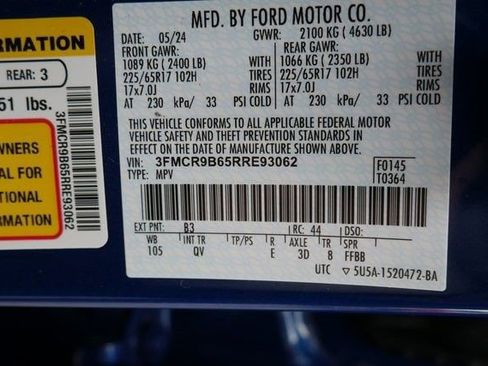 ORMATION
REAR: 3
51 lbs.
WNERS
AL FOR
TIONAL
RMATION
3FMCR9B65RRE93062
MFD. BY FORD MOTOR CO.
DATE: 05/24 GVWR: 2100 KG ( 4630 LB)
FRONT GAWR: REAR GAWR:
1089 KG ( 2400 LB) 1066 KG ( 2350 LB)
225/65R17 102H TIRES 225/65R17 102H
17x7.0J RIMS 17x7.0J
AT 230 kPa/ 33 PSI COLD AT 230 kPa/ 33 PSI COLD
THIS VEHICLE CONFORMS TO ALL APPLICABLE FEDERAL MOTOR
VEHICLE SAFETY AND THEFT PREVENTION STANDARDS IN
EFFECT ON THE DATE OF MANUFACTURE SHOWN ABOVE.
VIN: 3FMCR9B65RRE93062 F0145
TYPE: MPV T0364
EXT PNT: B3 RC: 44 DSO:
WB INT TR TP/PS R AXLE TR SPR
105 QV E 3D 8 FFBB
UTC ▽5U5A-1520472-BA